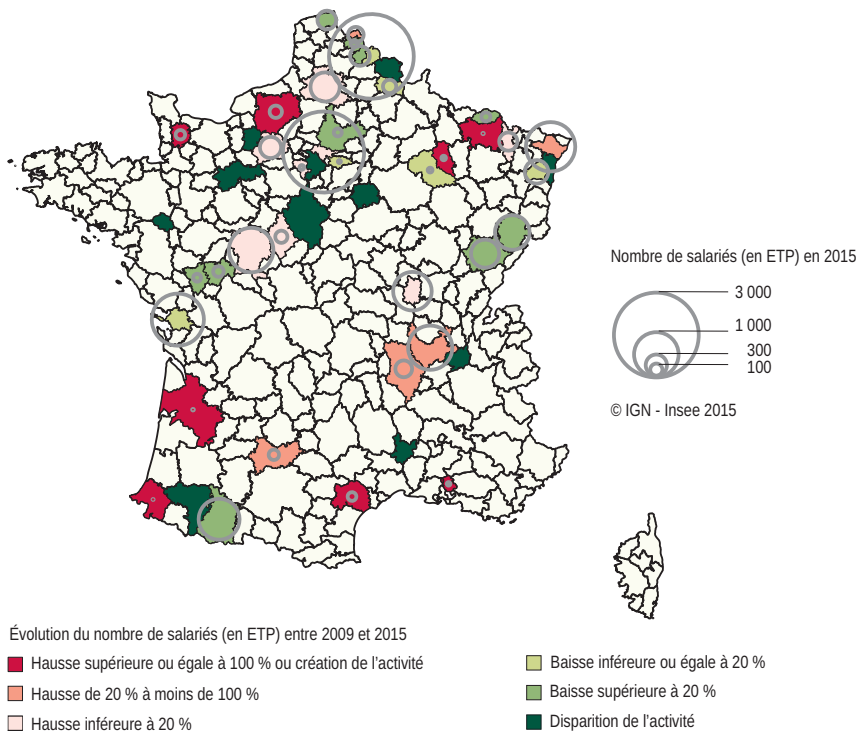 Nombre de salariés (en ETP) en 2015
3 000
1 000
300
100
© IGN - Insee 2015
Évolution du nombre de salariés (en ETP) entre 2009 et 2015
Hausse supérieure ou égale à 100 % ou création de l’activité
Hausse de 20 % à moins de 100 %
Hausse inféreure à 20 %
Baisse inféreure ou égale à 20 %
Baisse supérieure à 20 %
Disparition de l’activité